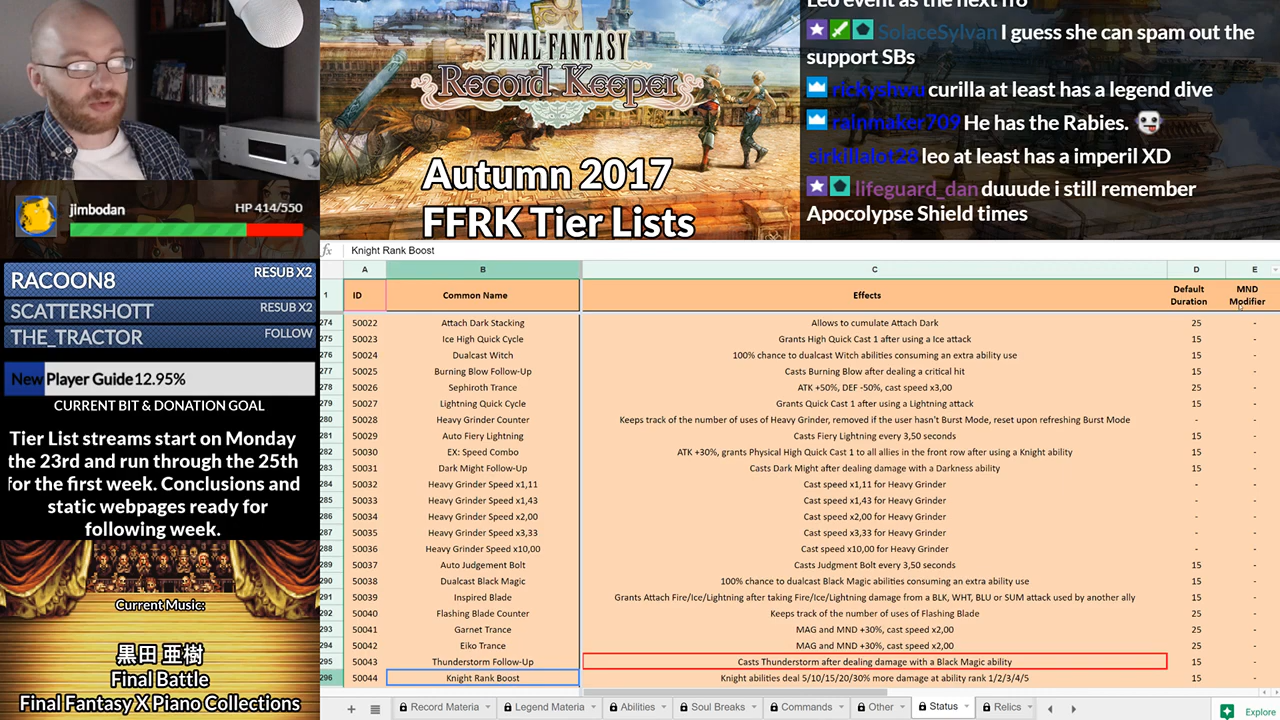 jimbodan
HP 414/550
RACOON8
RESUB X2
SCATTERSHOTT
RESUB X2
THE_TRACTOR
FOLLOW
New Player Guide 12.95%
CURRENT BIT & DONATION GOAL
Tier List streams start on Monday
the 23rd and run through the 25th
for the first week. Conclusions and
static webpages ready for
following week.
Current Music:
黒田 亜樹
Final Battle
Final Fantasy X Piano Collections
FINAL FANTASY
Record Keeper
Autumn 2017
FFRK Tier Lists
Leo event as the next ff6
SolaceSylvan I guess she can spam out the
support SBs
rickyshwu curilla at least has a legend dive
rainmaker709 He has the Rabies.
sirkillalot28 leo at least has a imperil XD
lifeguard_dan duuude i still remember
Apocolypse Shield times
fx Knight Rank Boost
A B C D E
1 ID Common Name Effects Default Duration MND Modifier
274 50022 Attach Dark Stacking Allows to cumulate Attach Dark 25 -
275 50023 Ice High Quick Cycle Grants High Quick Cast 1 after using a Ice attack 15 -
276 50024 Dualcast Witch 100% chance to dualcast Witch abilities consuming an extra ability use 15 -
277 50025 Burning Blow Follow-Up Casts Burning Blow after dealing a critical hit 15 -
278 50026 Sephiroth Trance ATK +50%, DEF -50%, cast speed x3,00 25 -
279 50027 Lightning Quick Cycle Grants Quick Cast 1 after using a Lightning attack 15 -
280 50028 Heavy Grinder Counter Keeps track of the number of uses of Heavy Grinder, removed if the user hasn't Burst Mode, reset upon refreshing Burst Mode - -
281 50029 Auto Fiery Lightning Casts Fiery Lightning every 3,50 seconds 15 -
282 50030 EX: Speed Combo ATK +30%, grants Physical High Quick Cast 1 to all allies in the front row after using a Knight ability 15 -
283 50031 Dark Might Follow-Up Casts Dark Might after dealing damage with a Darkness ability 15 -
284 50032 Heavy Grinder Speed x1,11 Cast speed x1,11 for Heavy Grinder - -
285 50033 Heavy Grinder Speed x1,43 Cast speed x1,43 for Heavy Grinder - -
286 50034 Heavy Grinder Speed x2,00 Cast speed x2,00 for Heavy Grinder - -
287 50035 Heavy Grinder Speed x3,33 Cast speed x3,33 for Heavy Grinder - -
288 50036 Heavy Grinder Speed x10,00 Cast speed x10,00 for Heavy Grinder - -
289 50037 Auto Judgement Bolt Casts Judgment Bolt every 3,50 seconds 15 -
290 50038 Dualcast Black Magic 100% chance to dualcast Black Magic abilities consuming an extra ability use 15 -
291 50039 Inspired Blade Grants Attach Fire/Ice/Lightning after taking Fire/Ice/Lightning damage from a BLK, WHT, BLU or SUM attack used by another ally 15 -
292 50040 Flashing Blade Counter Keeps track of the number of uses of Flashing Blade 25 -
293 50041 Garnet Trance MAG and MND +30%, cast speed x2,00 25 -
294 50042 Eiko Trance MAG and MND +30%, cast speed x2,00 25 -
295 50043 Thunderstorm Follow-Up Casts Thunderstorm after dealing damage with a Black Magic ability 15 -
296 50044 Knight Rank Boost Knight abilities deal 5/10/15/20/30% more damage at ability rank 1/2/3/4/5 15 -
+ Record Materia Legend Materia Abilities Soul Breaks Commands Other Status Relics Explore